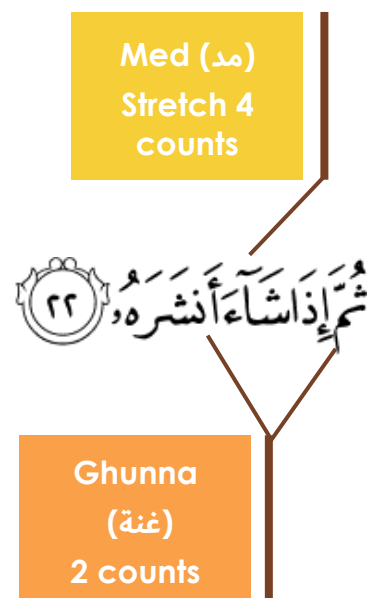 Med (مد)
Stretch 4
counts
ثُمَّ إِذَا شَآءَ أَنشَرَهُۥ ٢٢
Ghunna
(غنة)
2 counts